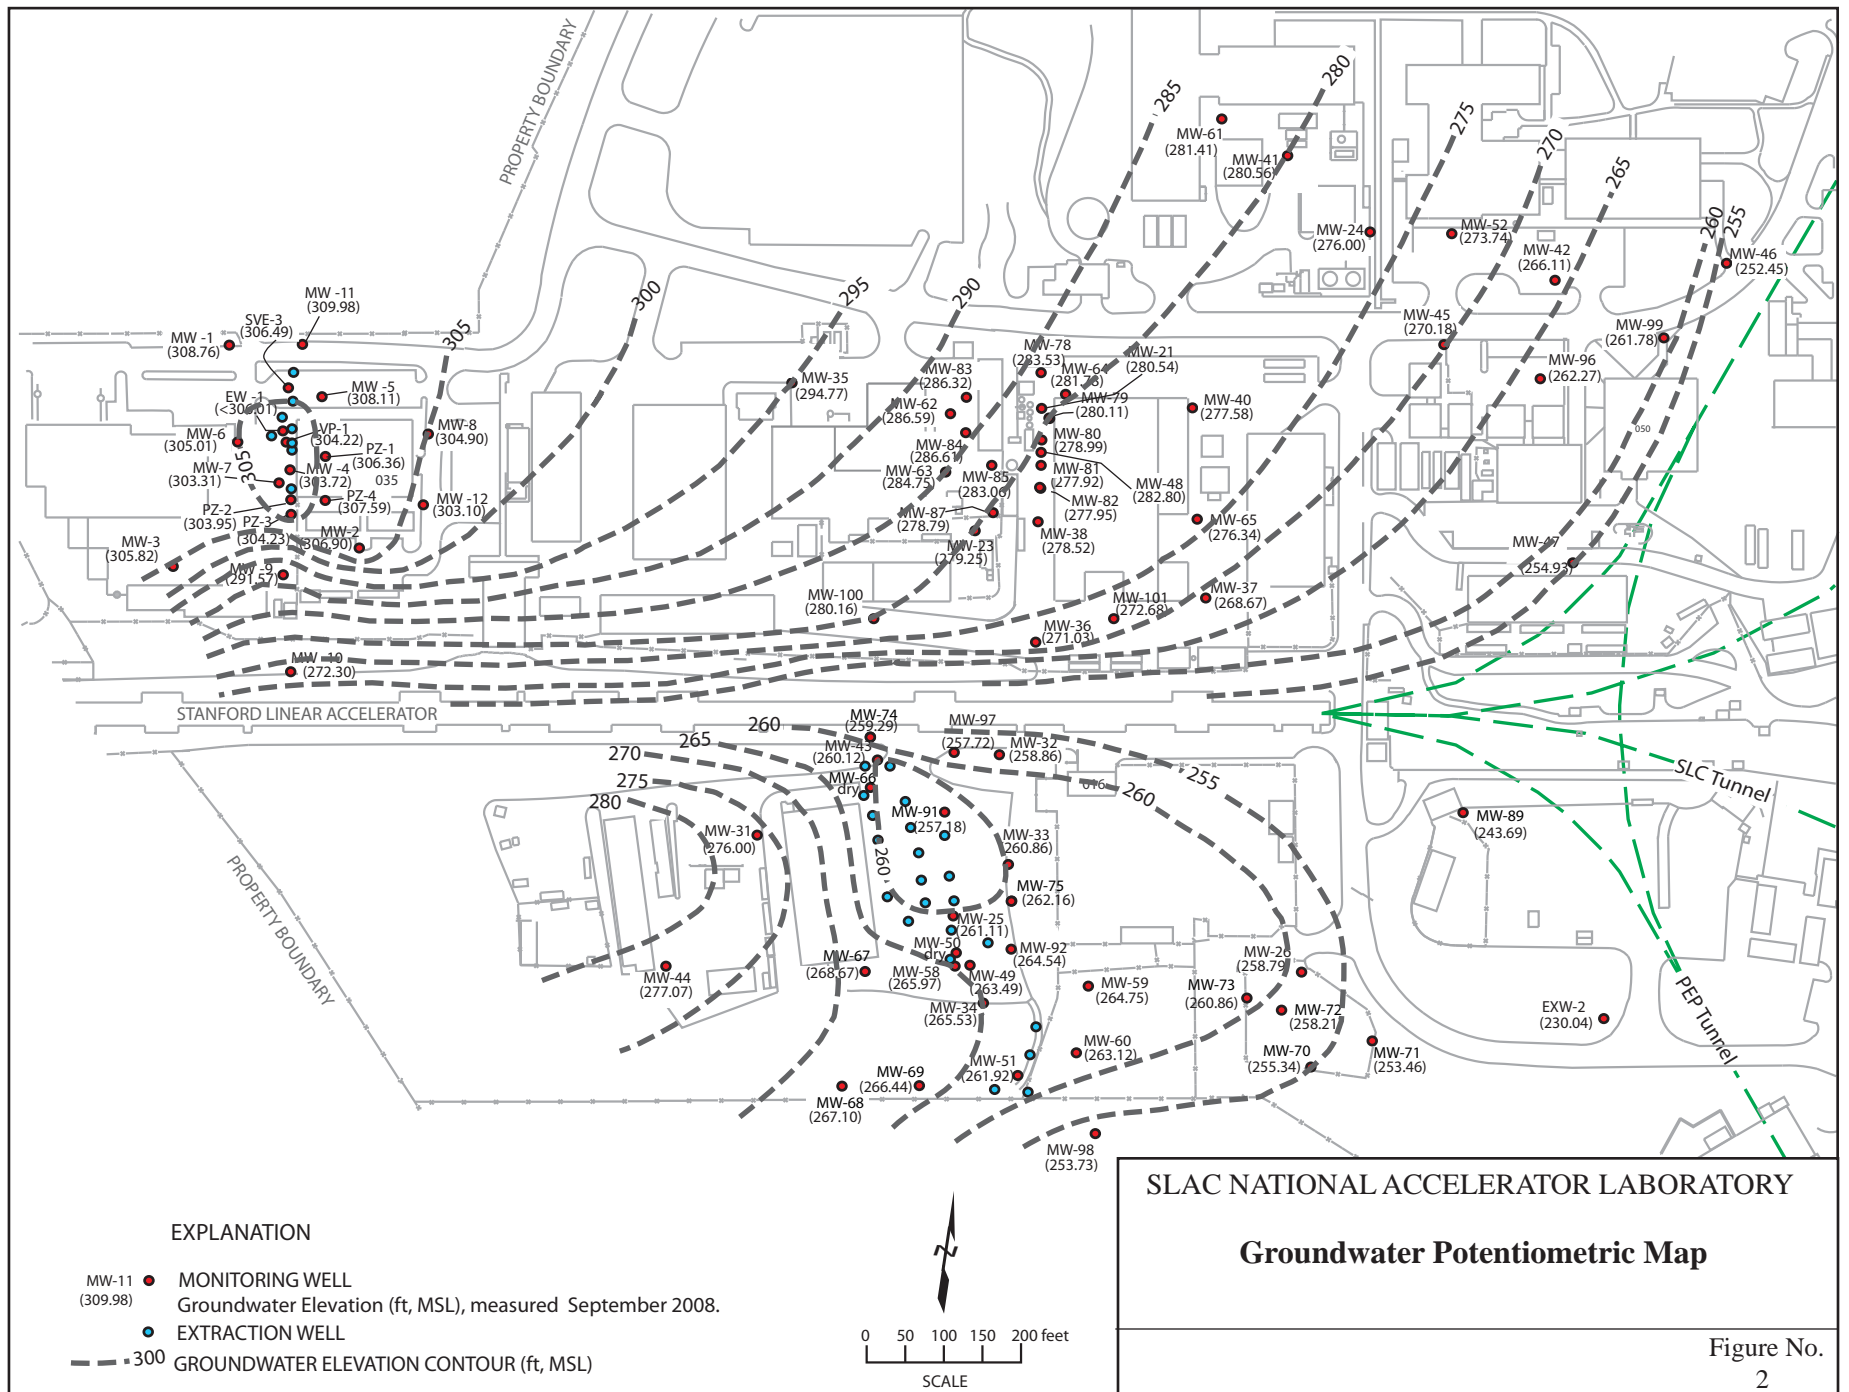 PROPERTY BOUNDARY
285
280
275
270
265
260
255
MW-61
(281.41)
MW-41
(280.56)
MW-24
(276.00)
MW-52
(273.74)
MW-42
(266.11)
MW-46
(252.45)
MW -11
(309.98)
SVE-3
(306.49)
MW -1
(308.76)
305
300
295
290
MW-45
(270.18)
MW-99
(261.78)
MW-96
(262.27)
MW -5
(308.11)
EW -1
(<306.01)
MW-35
(294.77)
MW-78
(283.53)
MW-21
(280.54)
MW-64
(281.78)
MW-83
(286.32)
MW-62
(286.59)
MW-79
(280.11)
MW-40
(277.58)
MW-6
(305.01)
VP-1
(304.22)
MW-8
(304.90)
PZ-1
(306.36)
MW-84
(286.61)
MW-80
(278.99)
050
MW-7
(303.31)
305
MW -4
(303.72)
035
MW-63
(284.75)
MW-85
(283.06)
MW-81
(277.92)
MW-48
(282.80)
PZ-2
(303.95)
PZ-4
(307.59)
MW -12
(303.10)
MW-82
(277.95)
MW-87
(278.79)
PZ-3
(304.23)
MW-2
(306.90)
MW-23
(279.25)
MW-38
(278.52)
MW-65
(276.34)
MW-3
(305.82)
MW-47
(254.93)
MW -9
(291.57)
MW-100
(280.16)
MW-101
(272.68)
MW-37
(268.67)
MW-36
(271.03)
MW -10
(272.30)
STANFORD LINEAR ACCELERATOR
260
265
270
275
280
MW-74
(259.29)
MW-43
(260.12)
MW-97
(257.72)
MW-32
(258.86)
MW-66
dry
016
255
260
SLC Tunnel
MW-91
(257.18)
MW-31
(276.00)
260
MW-33
(260.86)
MW-89
(243.69)
PROPERTY BOUNDARY
MW-75
(262.16)
MW-25
(261.11)
MW-50
dry
MW-92
(264.54)
MW-67
(268.67)
MW-58
(265.97)
MW-49
(263.49)
MW-44
(277.07)
MW-59
(264.75)
MW-26
(258.79)
MW-73
(260.86)
MW-34
(265.53)
MW-72
(258.21)
EXW-2
(230.04)
PEP Tunnel
MW-60
(263.12)
MW-51
(261.92)
MW-70
(255.34)
MW-71
(253.46)
MW-69
(266.44)
MW-68
(267.10)
MW-98
(253.73)
EXPLANATION
MW-11
(309.98)
MONITORING WELL
Groundwater Elevation (ft, MSL), measured September 2008.
EXTRACTION WELL
300 GROUNDWATER ELEVATION CONTOUR (ft, MSL)
N
0 50 100 150 200 feet
SCALE
SLAC NATIONAL ACCELERATOR LABORATORY
Groundwater Potentiometric Map
Figure No.
2